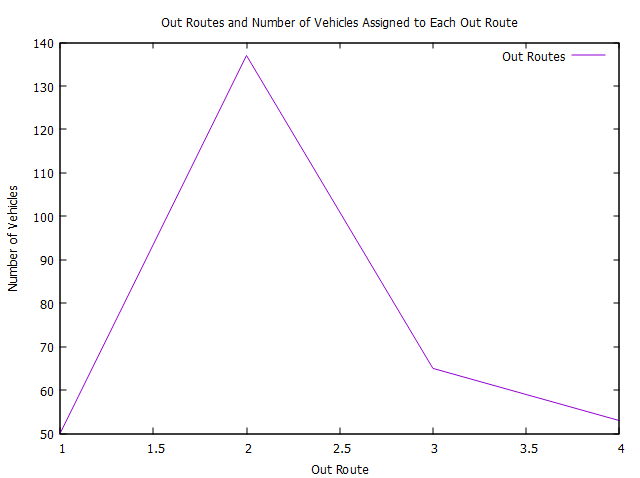 Out Routes and Number of Vehicles Assigned to Each Out Route
Out Routes
Number of Vehicles
140
130
120
110
100
90
80
70
60
50
1 1.5 2 2.5 3 3.5 4
Out Route